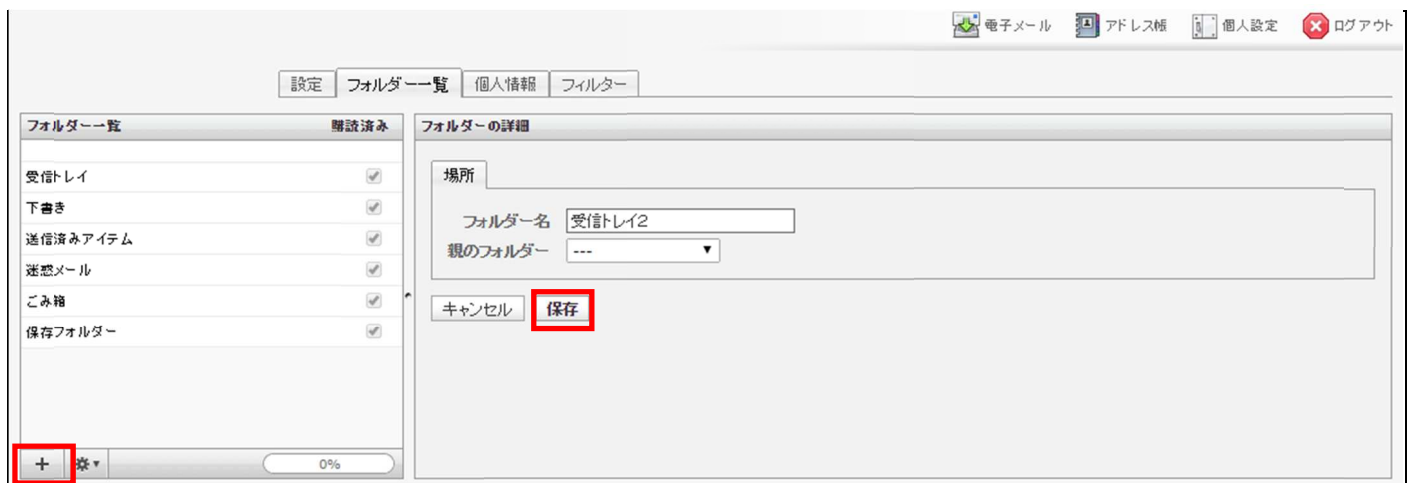 電子メール アドレス帳 個人設定 ログアウト
設定 フォルダー一覧 個人情報 フィルター
フォルダー一覧 購読済み フォルダーの詳細
受信トレイ
下書き
送信済みアイテム
迷惑メール
ごみ箱
保存フォルダー
場所
フォルダー名 受信トレイ2
親のフォルダー ---
キャンセル 保存
+ 0%